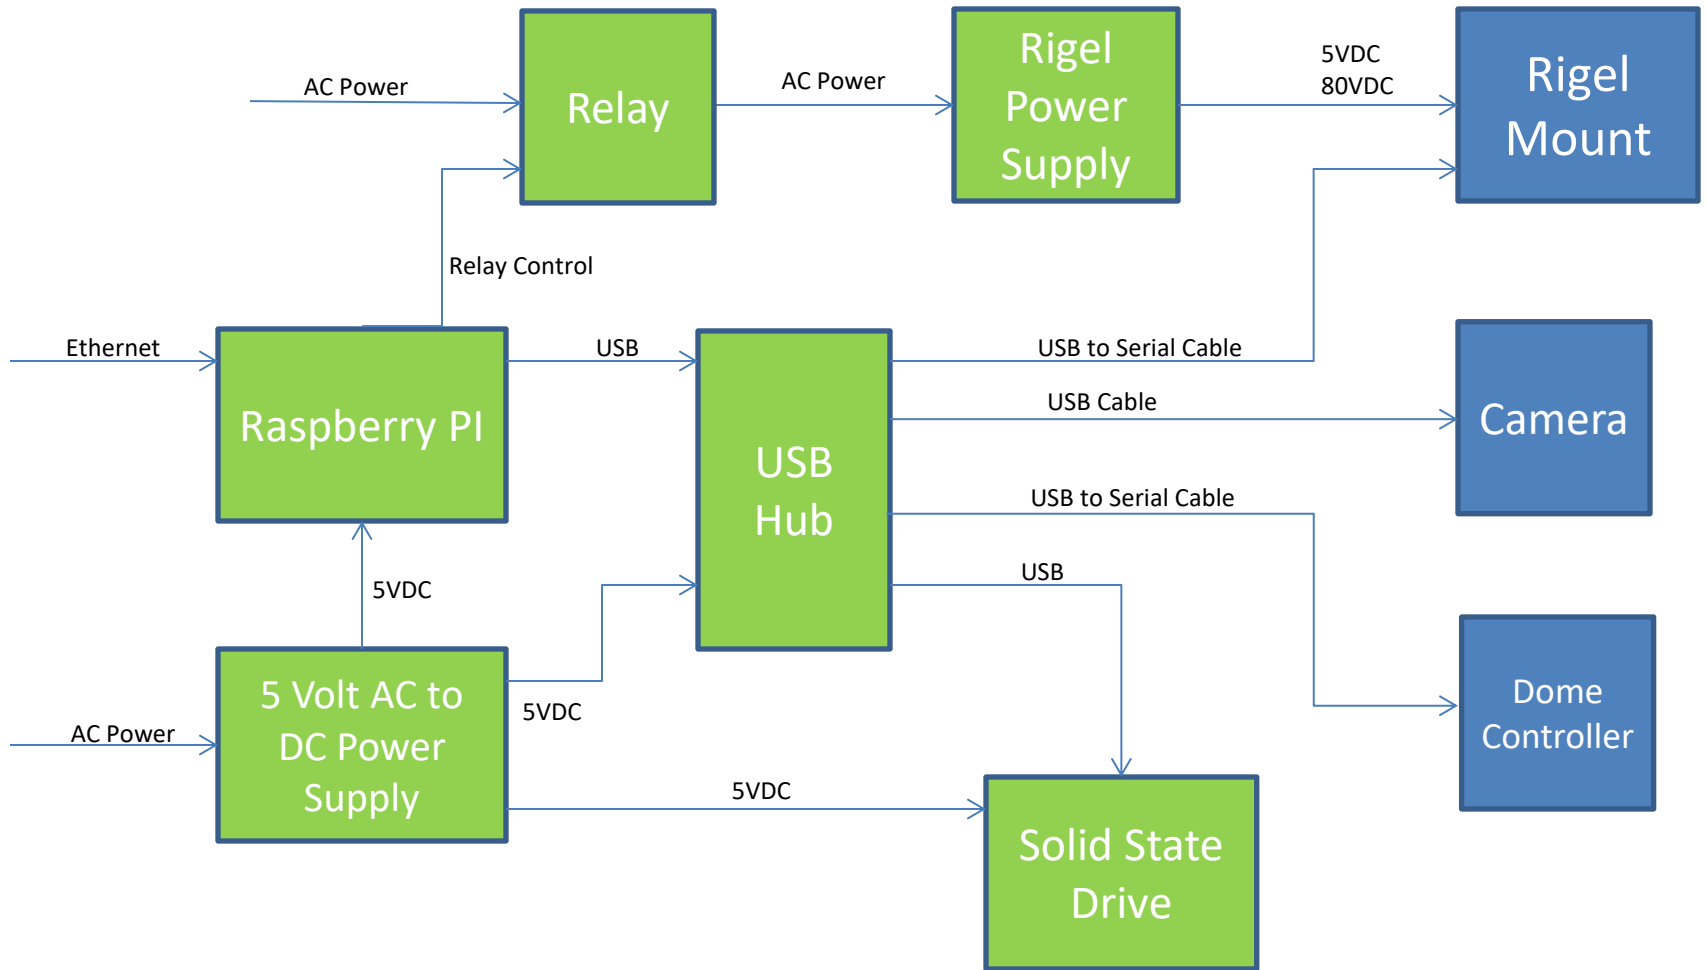 AC Power
Relay
AC Power
Rigel
Power
Supply
5VDC
80VDC
Rigel
Mount
Relay Control
Ethernet
Raspberry PI
USB
USB
Hub
USB to Serial Cable
USB Cable
USB to Serial Cable
USB
Camera
5VDC
AC Power
5 Volt AC to
DC Power
Supply
5VDC
5VDC
Solid State
Drive
Dome
Controller